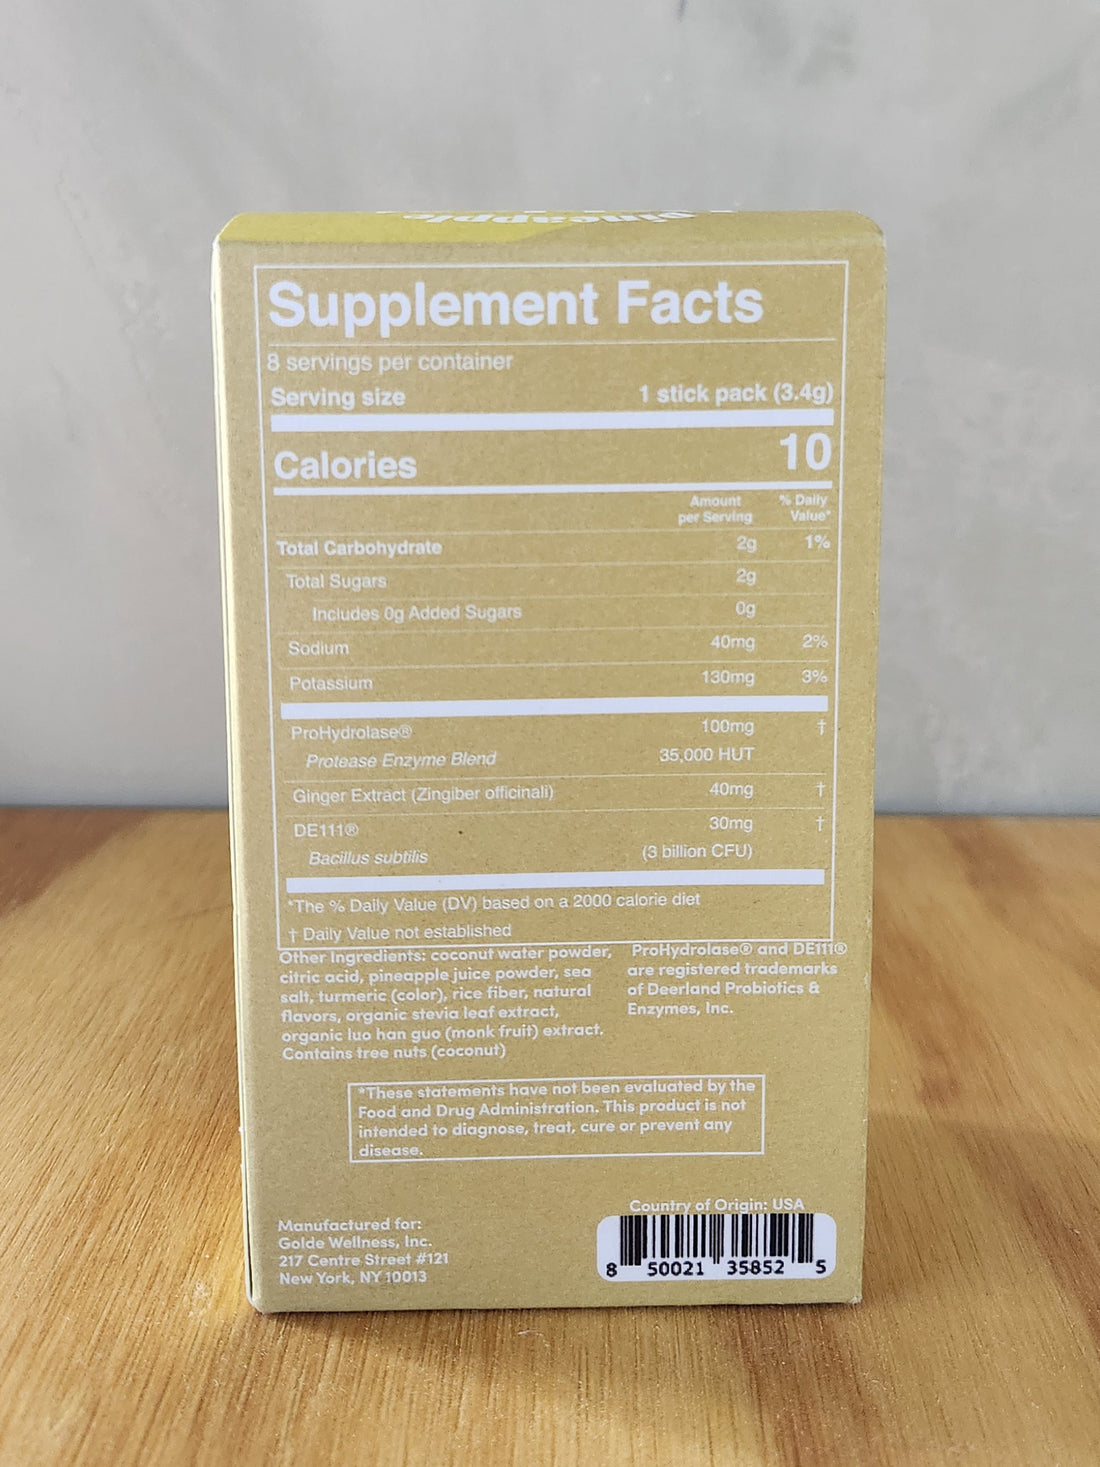 pineapple
Supplement Facts
8 servings per container
Serving size 1 stick pack (3.4g)
Calories 10
Amount per Serving % Daily Value*
Total Carbohydrate 2g 1%
Total Sugars 2g
Includes 0g Added Sugars 0g
Sodium 40mg 2%
Potassium 130mg 3%
ProHydrolase® 100mg †
Protease Enzyme Blend 35,000 HUT
Ginger Extract (Zingiber officinali) 40mg †
DE111® 30mg †
Bacillus subtilis (3 billion CFU)
*The % Daily Value (DV) based on a 2000 calorie diet
† Daily Value not established
Other Ingredients: coconut water powder,
citric acid, pineapple juice powder, sea
salt, turmeric (color), rice fiber, natural
flavors, organic stevia leaf extract,
organic luo han guo (monk fruit) extract.
Contains tree nuts (coconut)
ProHydrolase® and DE111®
are registered trademarks
of Deerland Probiotics &
Enzymes, Inc.
*These statements have not been evaluated by the
Food and Drug Administration. This product is not
intended to diagnose, treat, cure or prevent any
disease.
Manufactured for:
Golde Wellness, Inc.
217 Centre Street #121
New York, NY 10013
Country of Origin: USA
8 50021 35852 5